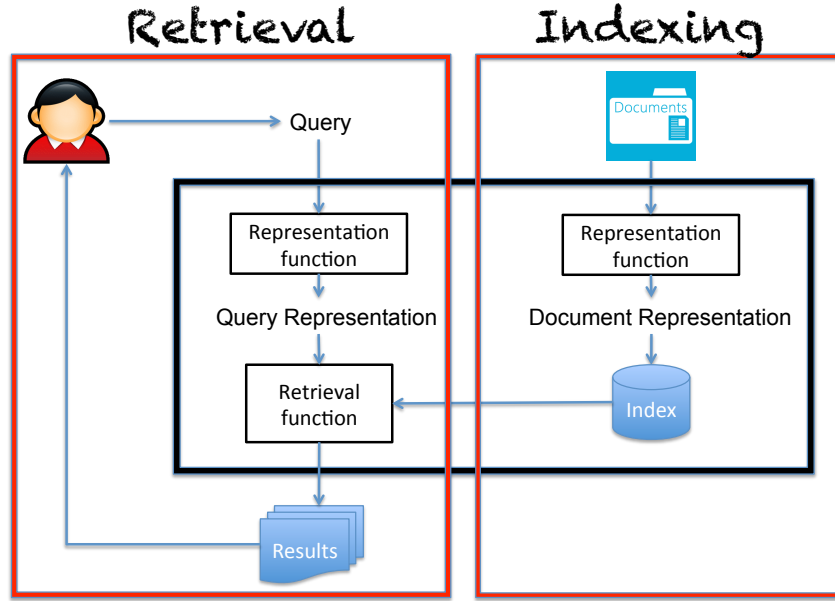 Retrieval
Indexing
Query
Documents
Representation
function
Representation
function
Query Representation
Document Representation
Retrieval
function
Index
Results